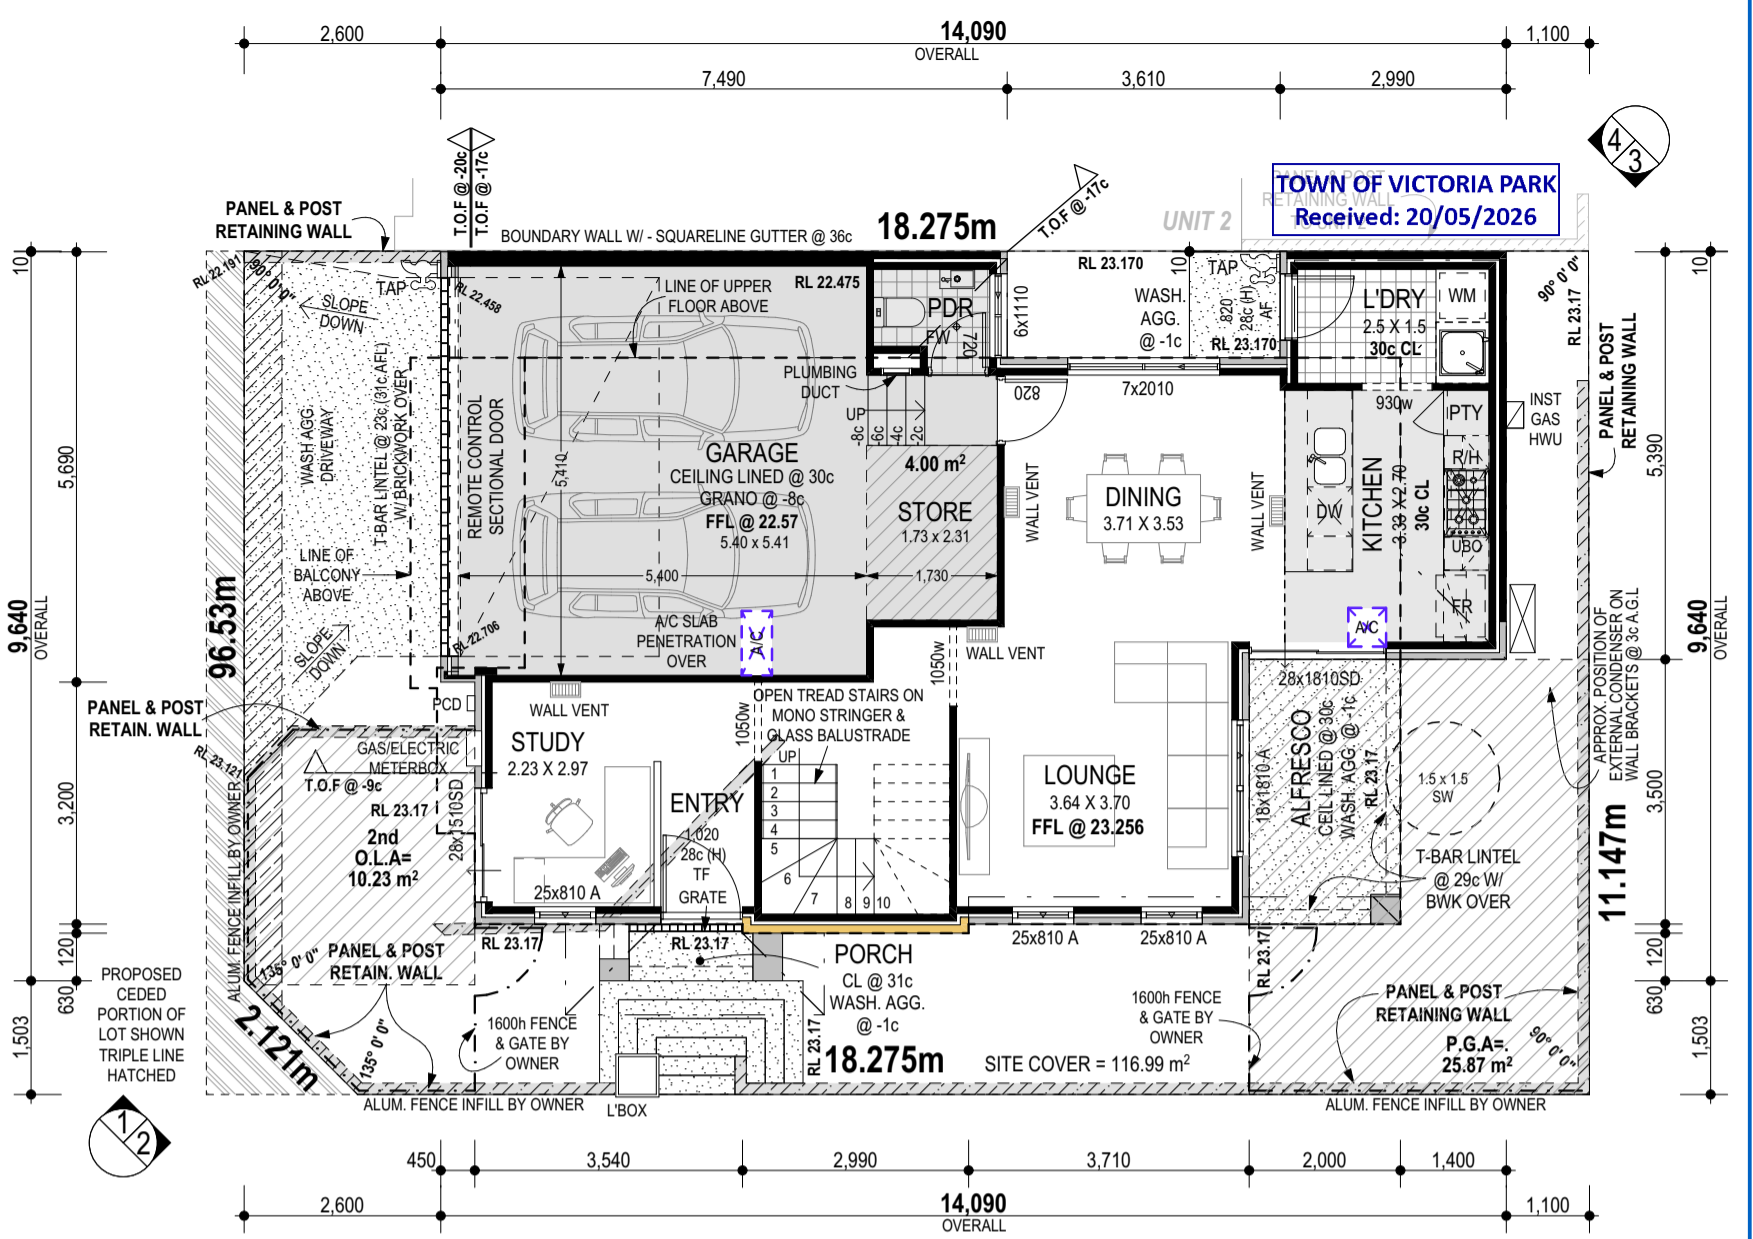 2,600
14,090
OVERALL
1,100
7,490
3,610
2,990
T.O.F @ -20c
T.O.F @ -17c
T.O.F @ -17c
4
3
PANEL & POST
RETAINING WALL
BOUNDARY WALL W/ - SQUARELINE GUTTER @ 36c
18.275m
UNIT 2
PANEL & POST
RETAINING WALL
TOWN OF VICTORIA PARK
Received: 20/05/2026
10
5,690
3,200
120
630
1,503
9,640
OVERALL
96.53m
RL 22.191
90° 0' 0"
SLOPE
DOWN
TAP
RL 22.458
LINE OF UPPER
FLOOR ABOVE
RL 22.475
PDR
FW
720
6x1110
RL 23.170
10
WASH.
AGG.
@ -1c
TAP
820
28c (H)
AF
RL 23.170
L'DRY
2.5 X 1.5
30c CL
WM
90° 0' 0"
RL 23.17
PANEL & POST
RETAINING WALL
10
WASH AGG.
DRIVEWAY
T-BAR LINTEL @ 23c (31c AFL)
W/ BRICKWORK OVER
REMOTE CONTROL
SECTIONAL DOOR
5,410
PLUMBING
DUCT
UP
-8c
-6c
-4c
-2c
820
7x2010
930w
PTY
INST
GAS
HWU
R/H
GARAGE
CEILING LINED @ 30c
GRANO @ -8c
FFL @ 22.57
5.40 x 5.41
4.00 m²
STORE
1.73 x 2.31
WALL VENT
DINING
3.71 X 3.53
WALL VENT
DW
KITCHEN
3.33 X 2.70
30c CL
UBO
FR
A/C
LINE OF
BALCONY
ABOVE
5,400
1,730
SLOPE
DOWN
RL 22.706
A/C SLAB
PENETRATION
OVER
A/C
WALL VENT
1050w
5,390
9,640
OVERALL
APPROX. POSITION OF
EXTERNAL CONDENSER ON
WALL BRACKETS @ 3c A.G.L
PANEL & POST
RETAIN. WALL
RL 23.121
PCD
WALL VENT
GAS/ELECTRIC
METERBOX
T.O.F @ -9c
RL 23.17
2nd
O.L.A=
10.23 m²
28x1510SD
STUDY
2.23 X 2.97
1050w
OPEN TREAD STAIRS ON
MONO STRINGER &
GLASS BALUSTRADE
UP
1
2
3
4
5
6
7
8
9
10
ENTRY
1,020
28c (H)
TF
GRATE
25x810 A
LOUNGE
3.64 X 3.70
FFL @ 23.256
28x1810SD
18x1810 A
ALFRESCO
CEIL LINED @ 30c
WASH. AGG. @ -1c
RL 23.17
1.5 x 1.5
SW
T-BAR LINTEL
@ 29c W/
BWK OVER
11.147m
3,500
120
630
1,503
ALUM. FENCE INFILL BY OWNER
135° 0' 0"
PANEL & POST
RETAIN. WALL
RL 23.17
RL 23.17
PORCH
CL @ 31c
WASH. AGG.
@ -1c
25x810 A
25x810 A
RL 23.17
PROPOSED
CEDED
PORTION OF
LOT SHOWN
TRIPLE LINE
HATCHED
2.121m
135° 0' 0"
1600h FENCE
& GATE BY
OWNER
RL 23.17
18.275m
SITE COVER = 116.99 m²
1600h FENCE
& GATE BY
OWNER
PANEL & POST
RETAINING WALL
P.G.A=.
25.87 m²
90° 0' 0"
ALUM. FENCE INFILL BY OWNER
L'BOX
ALUM. FENCE INFILL BY OWNER
1
2
450
3,540
2,990
3,710
2,000
1,400
2,600
14,090
OVERALL
1,100